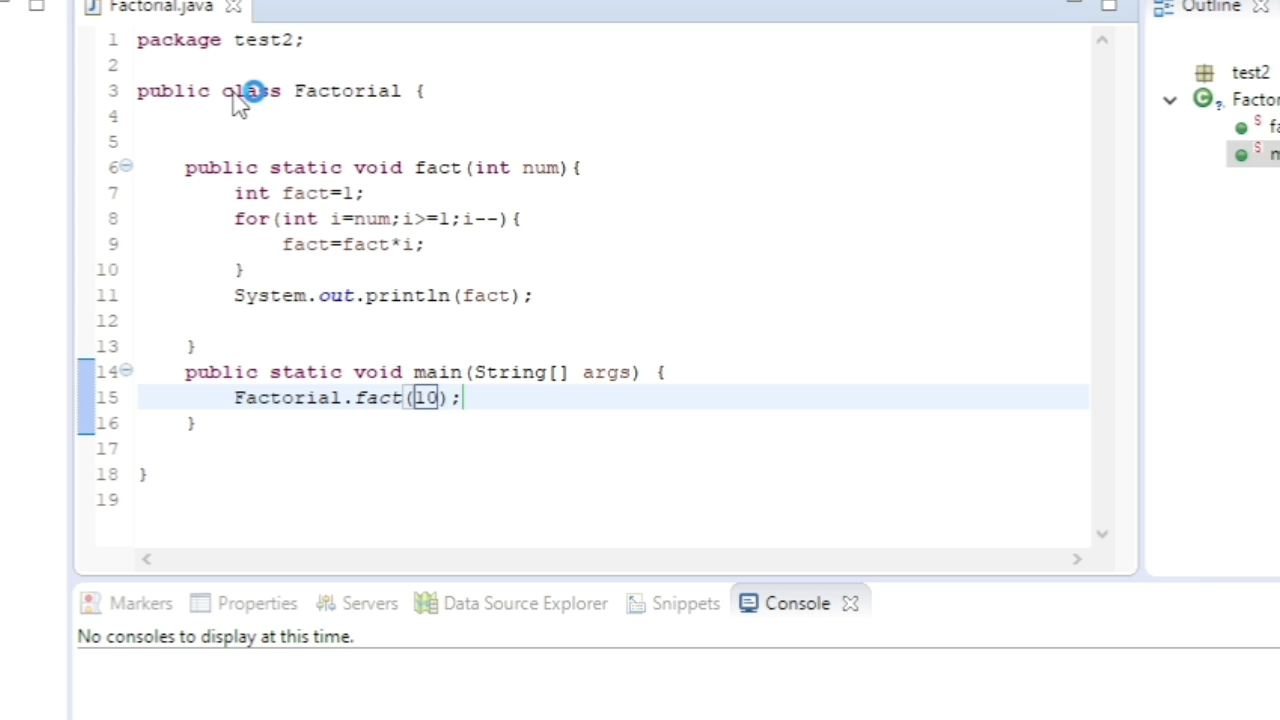 Factorial.java
Outline
1 package test2;
2
3 public class Factorial {
4
5
6 public static void fact(int num){
7 int fact=1;
8 for(int i=num;i>=1;i--){
9 fact=fact*i;
10 }
11 System.out.println(fact);
12
13 }
14 public static void main(String[] args) {
15 Factorial.fact(10);
16 }
17
18 }
19
test2
Markers Properties Servers Data Source Explorer Snippets Console
No consoles to display at this time.